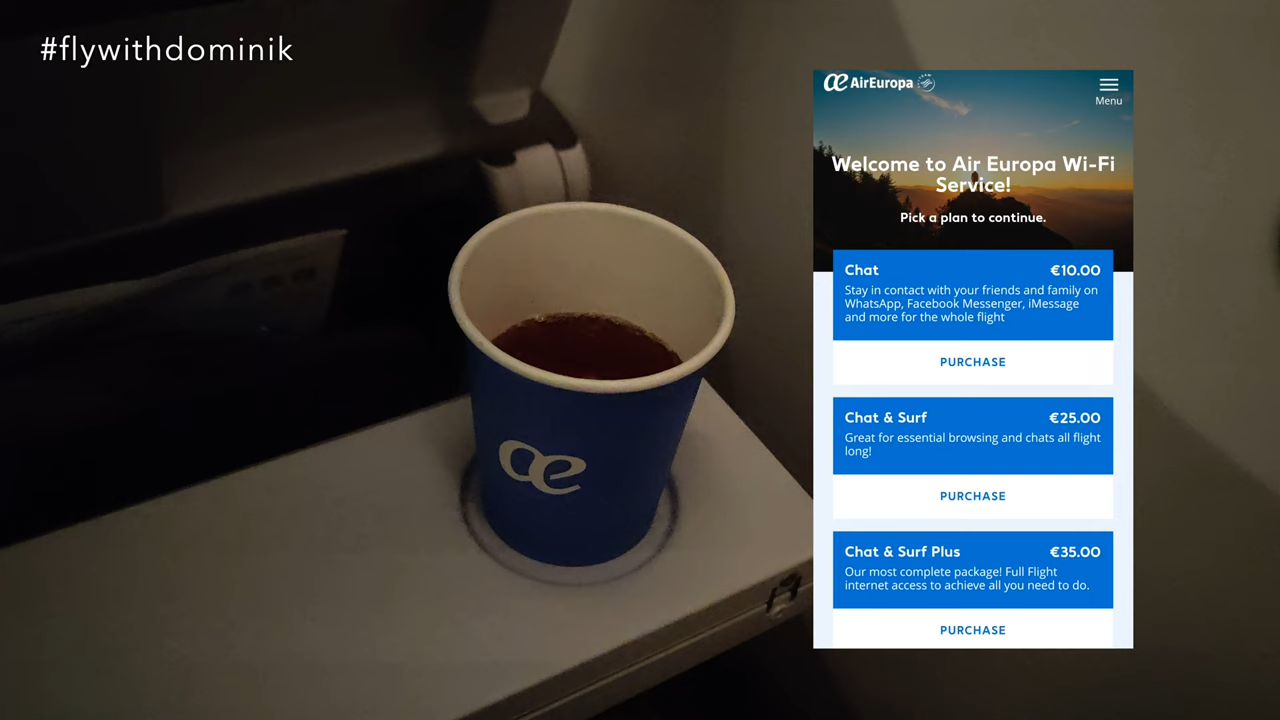 #flywithdominik
æ AirEuropa
Menu
Welcome to Air Europa Wi-Fi
Service!
Pick a plan to continue.
Chat €10.00
Stay in contact with your friends and family on
WhatsApp, Facebook Messenger, iMessage
and more for the whole flight
PURCHASE
Chat & Surf €25.00
Great for essential browsing and chats all flight
long!
PURCHASE
Chat & Surf Plus €35.00
Our most complete package! Full Flight
internet access to achieve all you need to do.
PURCHASE
æ